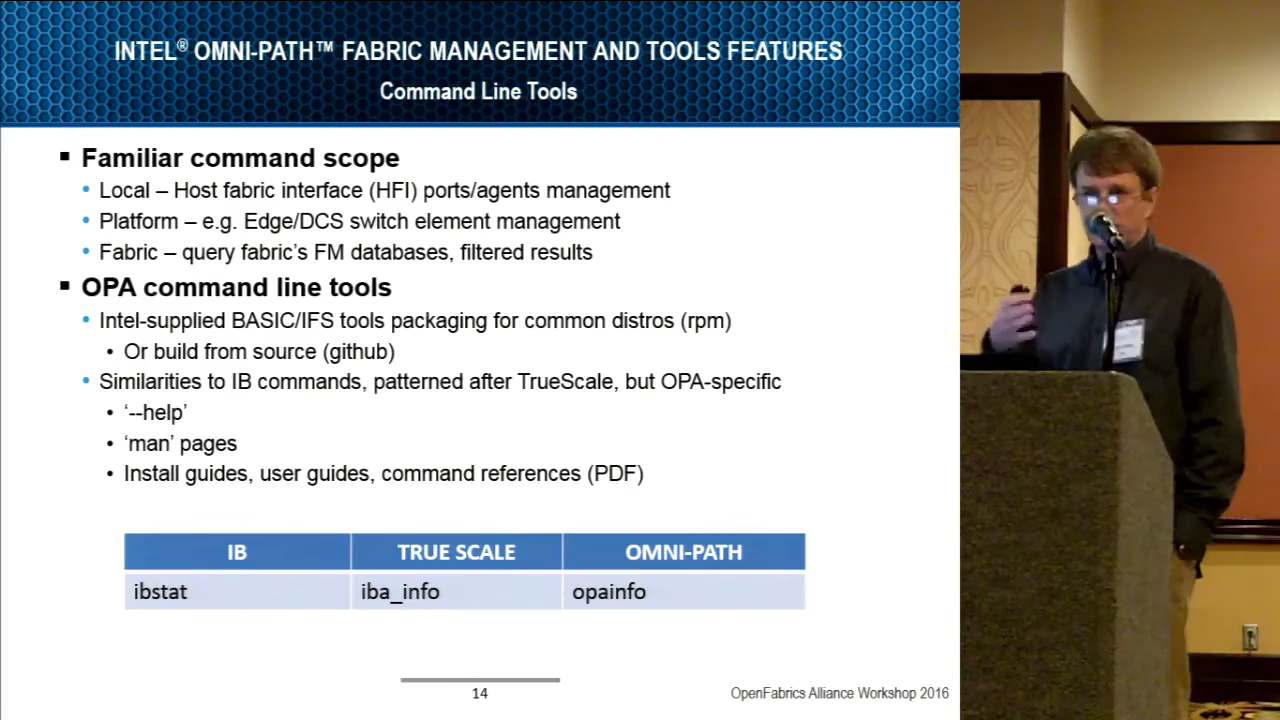 INTEL® OMNI-PATH™ FABRIC MANAGEMENT AND TOOLS FEATURES
Command Line Tools
▪ Familiar command scope
• Local – Host fabric interface (HFI) ports/agents management
• Platform – e.g. Edge/DCS switch element management
• Fabric – query fabric's FM databases, filtered results
▪ OPA command line tools
• Intel-supplied BASIC/IFS tools packaging for common distros (rpm)
• Or build from source (github)
• Similarities to IB commands, patterned after TrueScale, but OPA-specific
• ‘--help’
• ‘man’ pages
• Install guides, user guides, command references (PDF)
IB TRUE SCALE OMNI-PATH
ibstat iba_info opainfo
14
OpenFabrics Alliance Workshop 2016